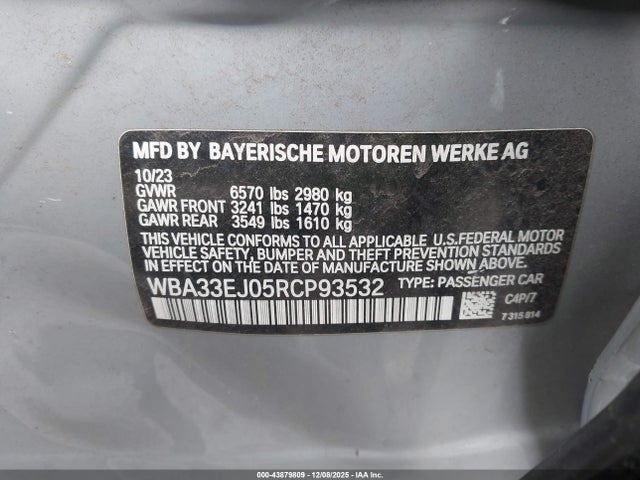 MFD BY BAYERISCHE MOTOREN WERKE AG
10/23
GVWR 6570 lbs 2980 kg
GAWR FRONT 3241 lbs 1470 kg
GAWR REAR 3549 lbs 1610 kg
THIS VEHICLE CONFORMS TO ALL APPLICABLE U.S.FEDERAL MOTOR
VEHICLE SAFETY, BUMPER, AND THEFT PREVENTION STANDARDS IN
EFFECT ON THE DATE OF MANUFACTURE SHOWN ABOVE.
WBA33EJ05RCP93532 TYPE: PASSENGER CAR
C4P/7
7315814
000-43879809 - 12/08/2025 - IAA Inc.